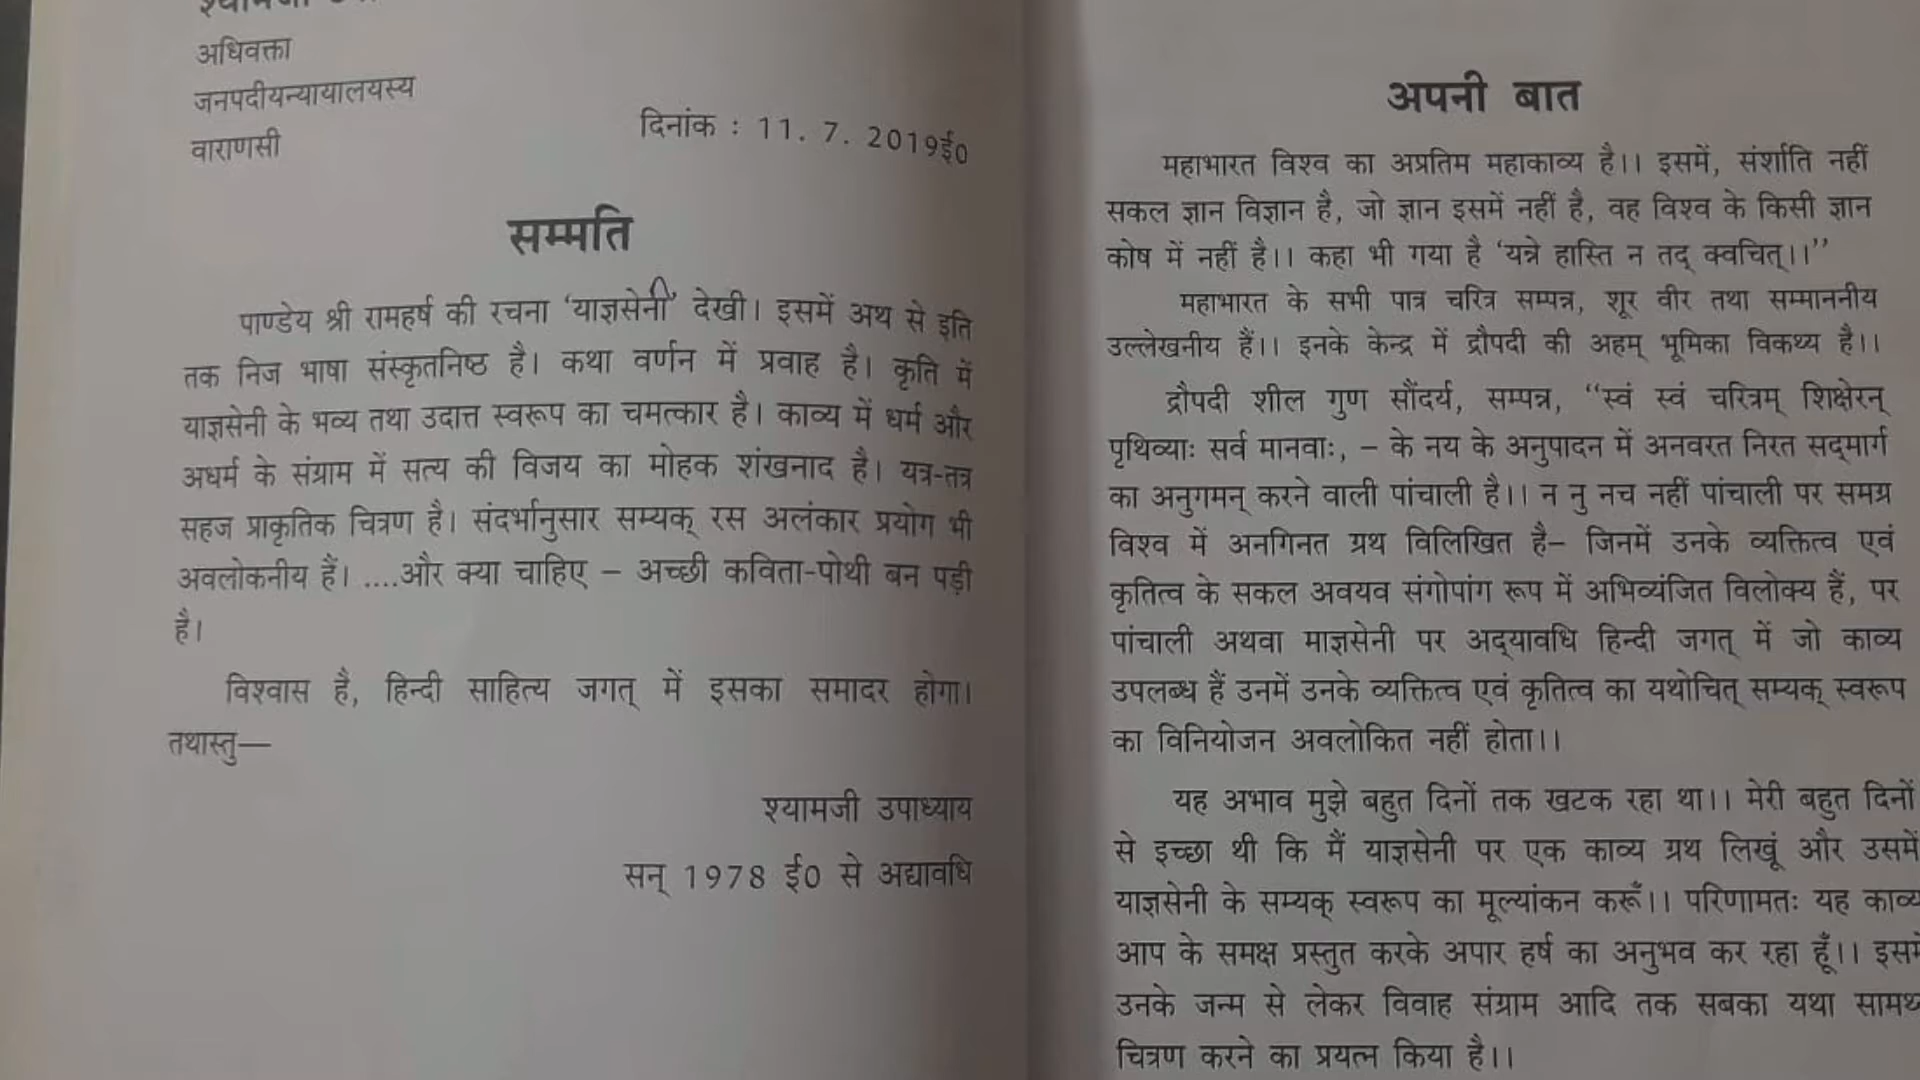 श्यामजी
अधिवक्ता
जनपदीयन्यायालयस्य
वाराणसी
दिनांक : 11. 7. 2019ई0
सम्मति
पाण्डेय श्री रामहर्ष की रचना ‘याज्ञसेनी’ देखी। इसमें अथ से इति
तक निज भाषा संस्कृतनिष्ठ है। कथा वर्णन में प्रवाह है। कृति में
याज्ञसेनी के भव्य तथा उदात्त स्वरूप का चमत्कार है। काव्य में धर्म और
अधर्म के संग्राम में सत्य की विजय का मोहक शंखनाद है। यत्र-तत्र
सहज प्राकृतिक चित्रण है। संदर्भानुसार सम्यक् रस अलंकार प्रयोग भी
अवलोकनीय हैं। ....और क्या चाहिए – अच्छी कविता-पोथी बन पड़ी
है।
विश्वास है, हिन्दी साहित्य जगत् में इसका समादर होगा।
तथास्तु—
श्यामजी उपाध्याय
सन् 1978 ई0 से अद्यावधि
अपनी बात
महाभारत विश्व का अप्रतिम महाकाव्य है।। इसमें, संर्शाति नहीं
सकल ज्ञान विज्ञान है, जो ज्ञान इसमें नहीं है, वह विश्व के किसी ज्ञान
कोष में नहीं है।। कहा भी गया है ‘यन्ने हास्ति न तद् क्वचित्।।’’
महाभारत के सभी पात्र चरित्र सम्पन्न, शूर वीर तथा सम्माननीय
उल्लेखनीय हैं।। इनके केन्द्र में द्रौपदी की अहम् भूमिका विकथ्य है।।
द्रौपदी शील गुण सौंदर्य, सम्पन्न, ‘‘स्वं स्वं चरित्रम् शिक्षेरन्
पृथिव्याः सर्व मानवाः, – के नय के अनुपादन में अनवरत निरत सद्‌मार्ग
का अनुगमन् करने वाली पांचाली है।। न नु नच नहीं पांचाली पर समग्र
विश्व में अनगिनत ग्रथ विलिखित है– जिनमें उनके व्यक्तित्व एवं
कृतित्व के सकल अवयव संगोपांग रूप में अभिव्यंजित विलोक्य हैं, पर
पांचाली अथवा माज्ञसेनी पर अद्‌यावधि हिन्दी जगत् में जो काव्य
उपलब्ध हैं उनमें उनके व्यक्तित्व एवं कृतित्व का यथोचित् सम्यक् स्वरूप
का विनियोजन अवलोकित नहीं होता।।
यह अभाव मुझे बहुत दिनों तक खटक रहा था।। मेरी बहुत दिनों
से इच्छा थी कि मैं याज्ञसेनी पर एक काव्य ग्रथ लिखूं और उसमें
याज्ञसेनी के सम्यक् स्वरूप का मूल्यांकन करूँ।। परिणामतः यह काव्य
आप के समक्ष प्रस्तुत करके अपार हर्ष का अनुभव कर रहा हूँ।। इसमें
उनके जन्म से लेकर विवाह संग्राम आदि तक सबका यथा
चित्रण करने का प्रयत्न किया है।।